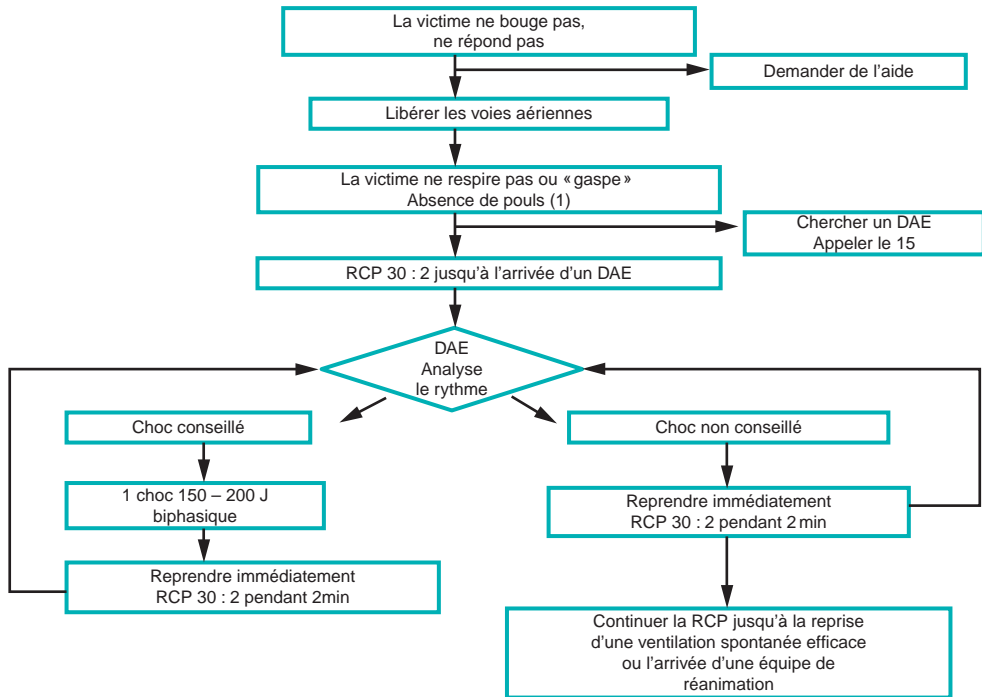 La victime ne bouge pas,
ne répond pas
Demander de l’aide
Libérer les voies aériennes
La victime ne respire pas ou « gaspe »
Absence de pouls (1)
Chercher un DAE
Appeler le 15
RCP 30 : 2 jusqu’à l’arrivée d’un DAE
DAE
Analyse
le rythme
Choc conseillé
Choc non conseillé
1 choc 150 – 200 J
biphasique
Reprendre immédiatement
RCP 30 : 2 pendant 2 min
Reprendre immédiatement
RCP 30 : 2 pendant 2min
Continuer la RCP jusqu’à la reprise
d’une ventilation spontanée efficace
ou l’arrivée d’une équipe de
réanimation